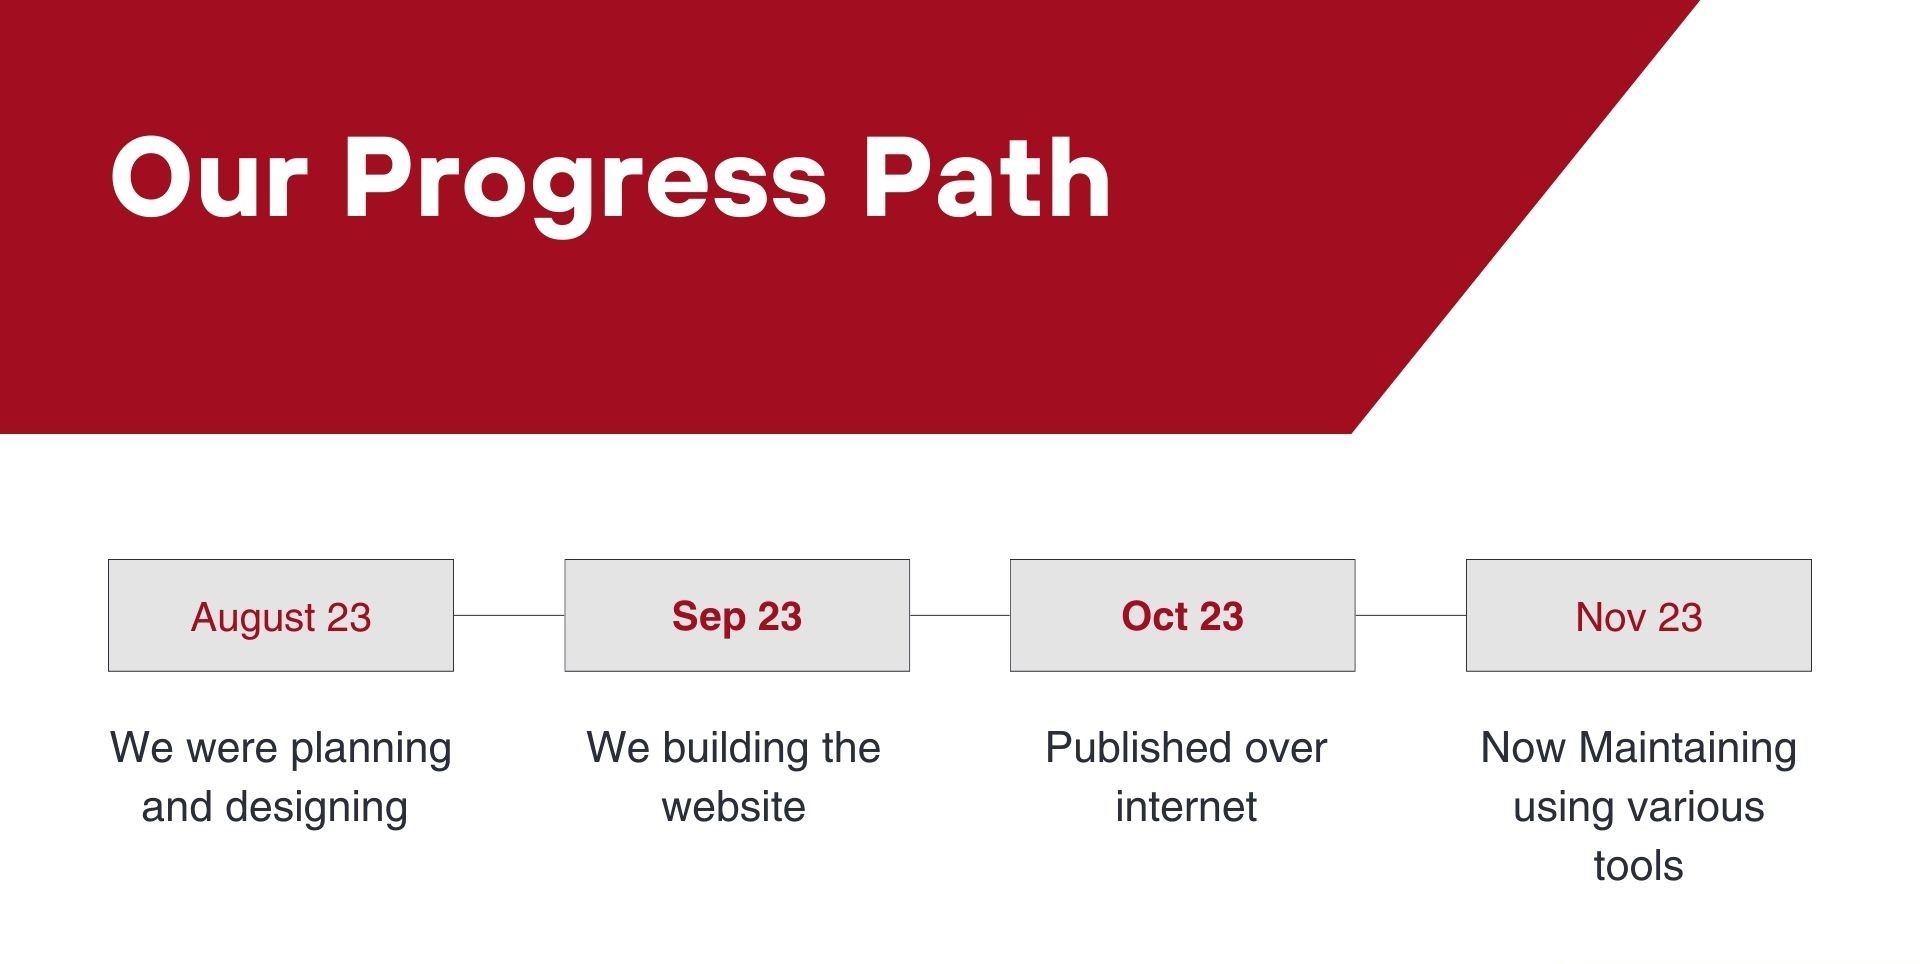 Our Progress Path
August 23
Sep 23
Oct 23
Nov 23
We were planning
and designing
We building the
website
Published over
internet
Now Maintaining
using various
tools